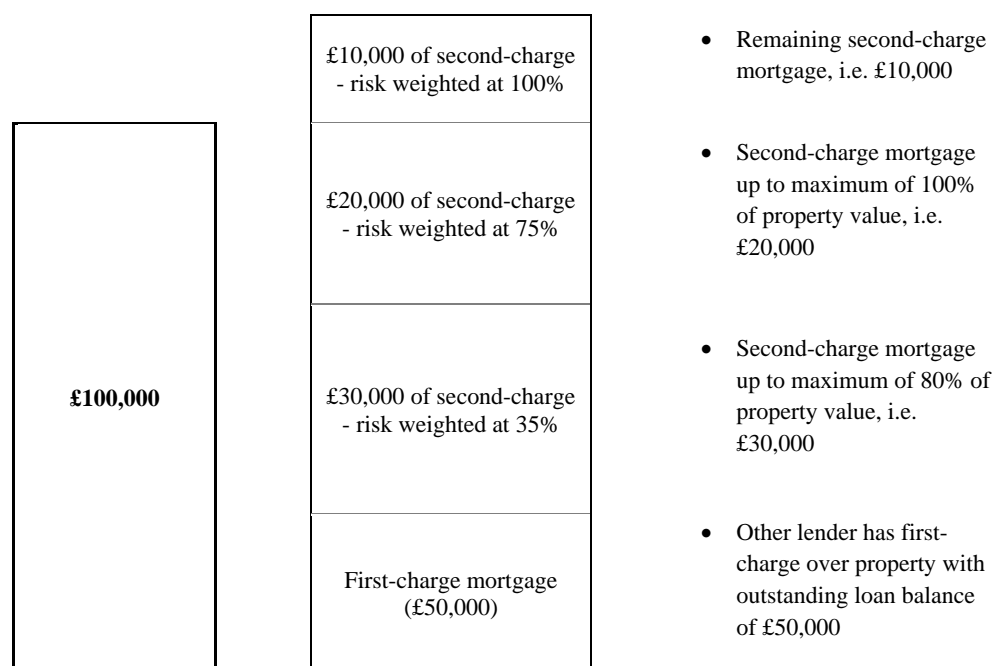 £10,000 of second-charge
- risk weighted at 100%
• Remaining second-charge
mortgage, i.e. £10,000
£20,000 of second-charge
- risk weighted at 75%
• Second-charge mortgage
up to maximum of 100%
of property value, i.e.
£20,000
£100,000
£30,000 of second-charge
- risk weighted at 35%
• Second-charge mortgage
up to maximum of 80% of
property value, i.e.
£30,000
First-charge mortgage
(£50,000)
• Other lender has first-
charge over property with
outstanding loan balance
of £50,000